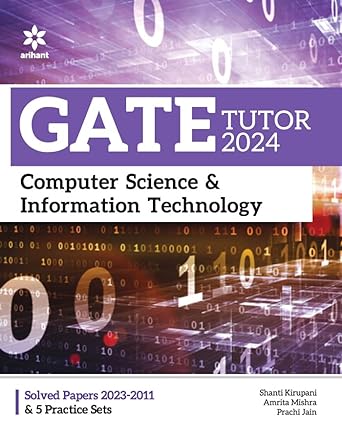 arihant
GATE TUTOR
2024
Computer Science &
Information Technology
Solved Papers 2023-2011
& 5 Practice Sets
Shanti Kirupani
Amrita Mishra
Prachi Jain